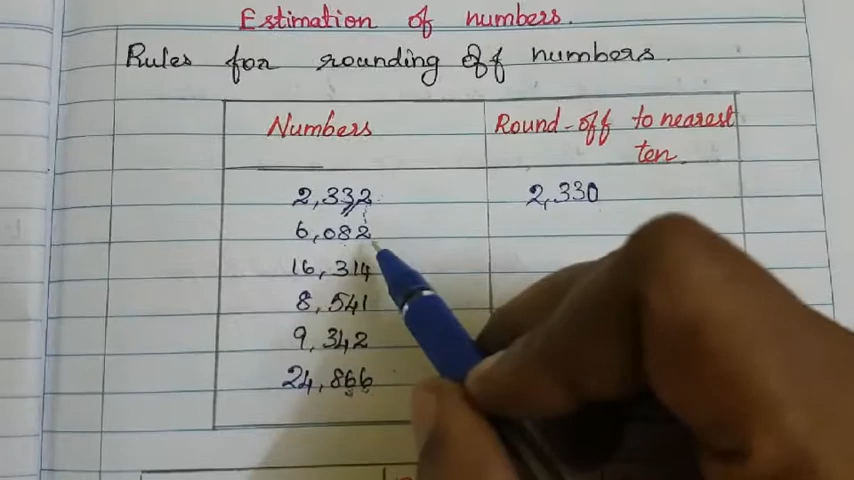 Estimation of numbers.
Rules for rounding off numbers.
Numbers Round-off to nearest
ten
2,332 2,330
6,082
16,314
8,541
9,342
24,866